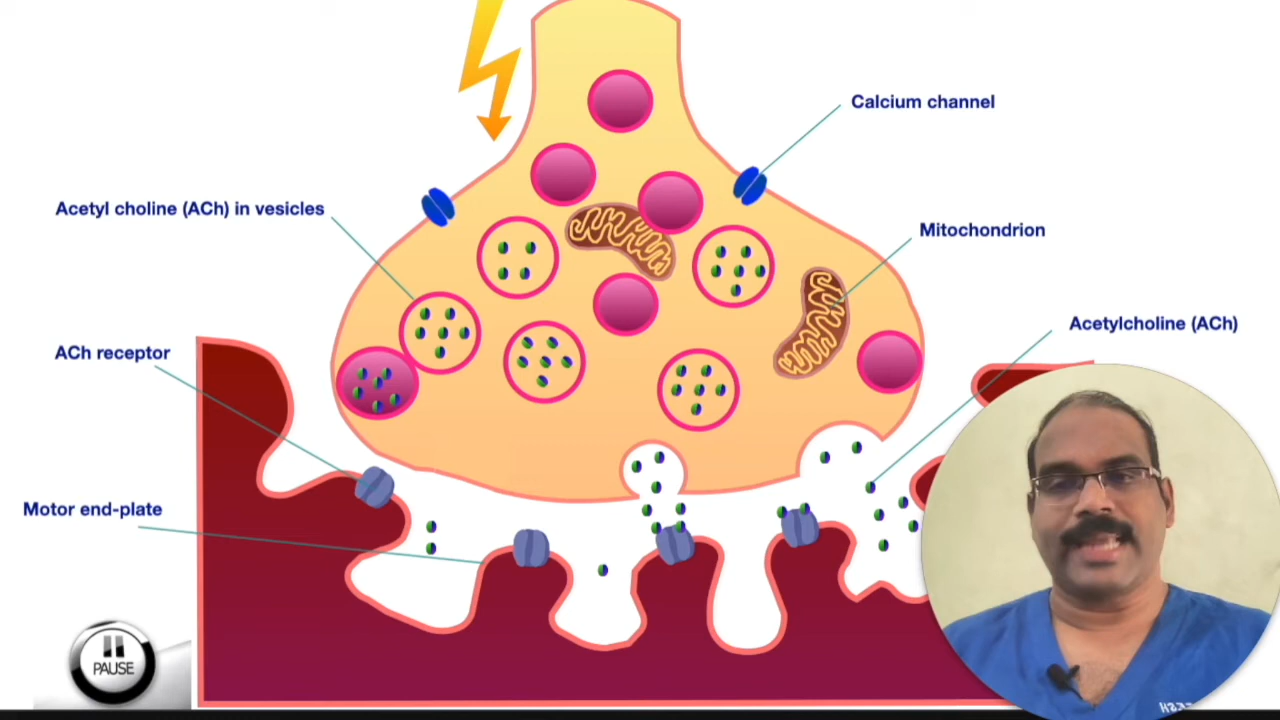 Calcium channel
Acetyl choline (ACh) in vesicles
Mitochondrion
Acetylcholine (ACh)
ACh receptor
Motor end-plate
PAUSE